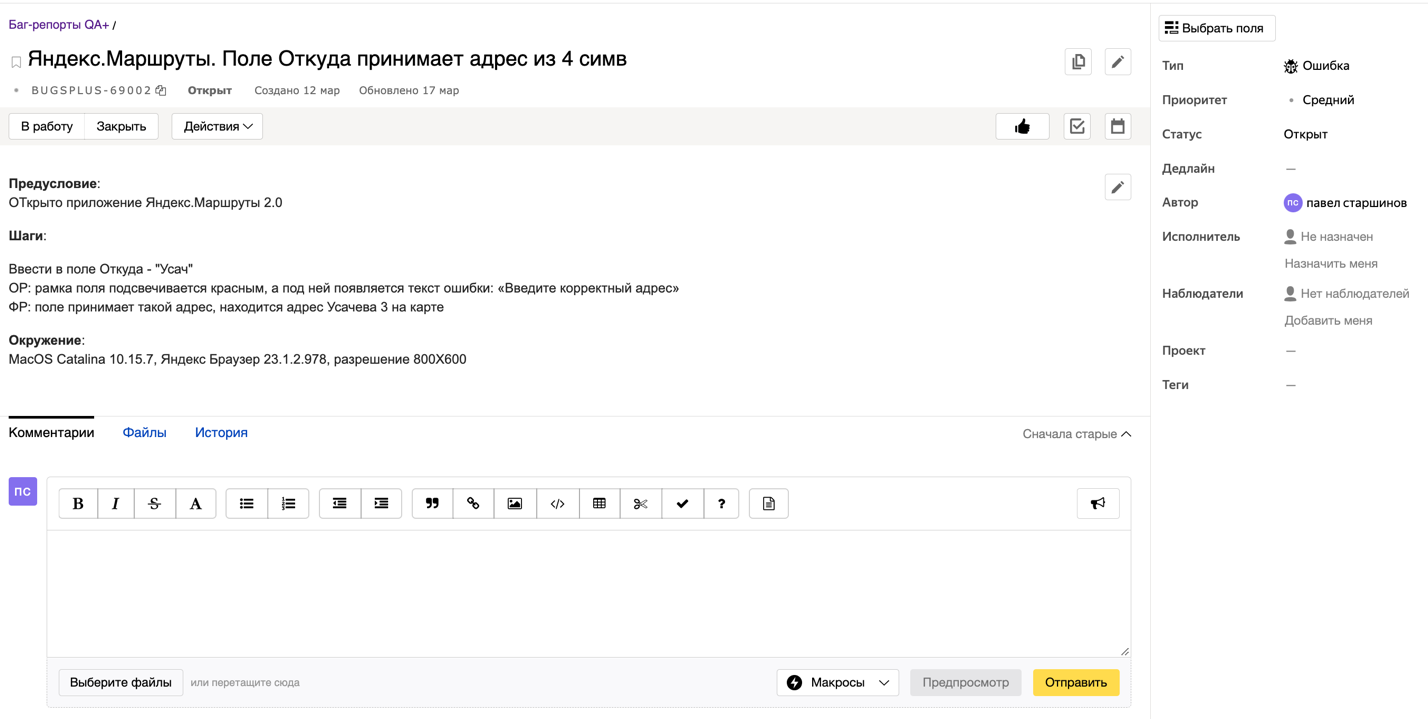 Баг-репорты QA+ /
Яндекс.Маршруты. Поле Откуда принимает адрес из 4 симв
BUGSPLUS-69002 Открыт Создано 12 мар Обновлено 17 мар
В работу Закрыть Действия
Предусловие:
ОТкрыто приложение Яндекс.Маршруты 2.0
Шаги:
Ввести в поле Откуда - "Усач"
ОР: рамка поля подсвечивается красным, а под ней появляется текст ошибки: «Введите корректный адрес»
ФР: поле принимает такой адрес, находится адрес Усачева 3 на карте
Окружение:
MacOS Catalina 10.15.7, Яндекс Браузер 23.1.2.978, разрешение 800X600
Комментарии Файлы История Сначала старые
ПС
B I S A </> ?
Выберите файлы или перетащите сюда Макросы Предпросмотр Отправить
Выбрать поля
Тип Ошибка
Приоритет Средний
Статус Открыт
Дедлайн —
Автор ПС павел старшинов
Исполнитель Не назначен
Назначить меня
Наблюдатели Нет наблюдателей
Добавить меня
Проект —
Теги —